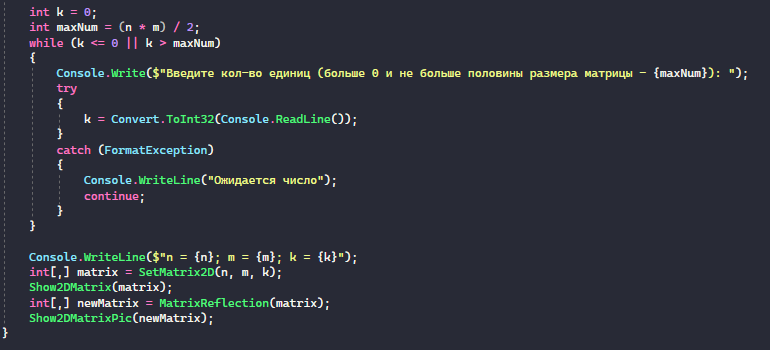 int k = 0;
int maxNum = (n * m) / 2;
while (k <= 0 || k > maxNum)
{
Console.Write($"Введите кол-во единиц (больше 0 и не больше половины размера матрицы - {maxNum}): ");
try
{
k = Convert.ToInt32(Console.ReadLine());
}
catch (FormatException)
{
Console.WriteLine("Ожидается число");
continue;
}
}
Console.WriteLine($"n = {n}; m = {m}; k = {k}");
int[,] matrix = SetMatrix2D(n, m, k);
Show2DMatrix(matrix);
int[,] newMatrix = MatrixReflection(matrix);
Show2DMatrixPic(newMatrix);
}